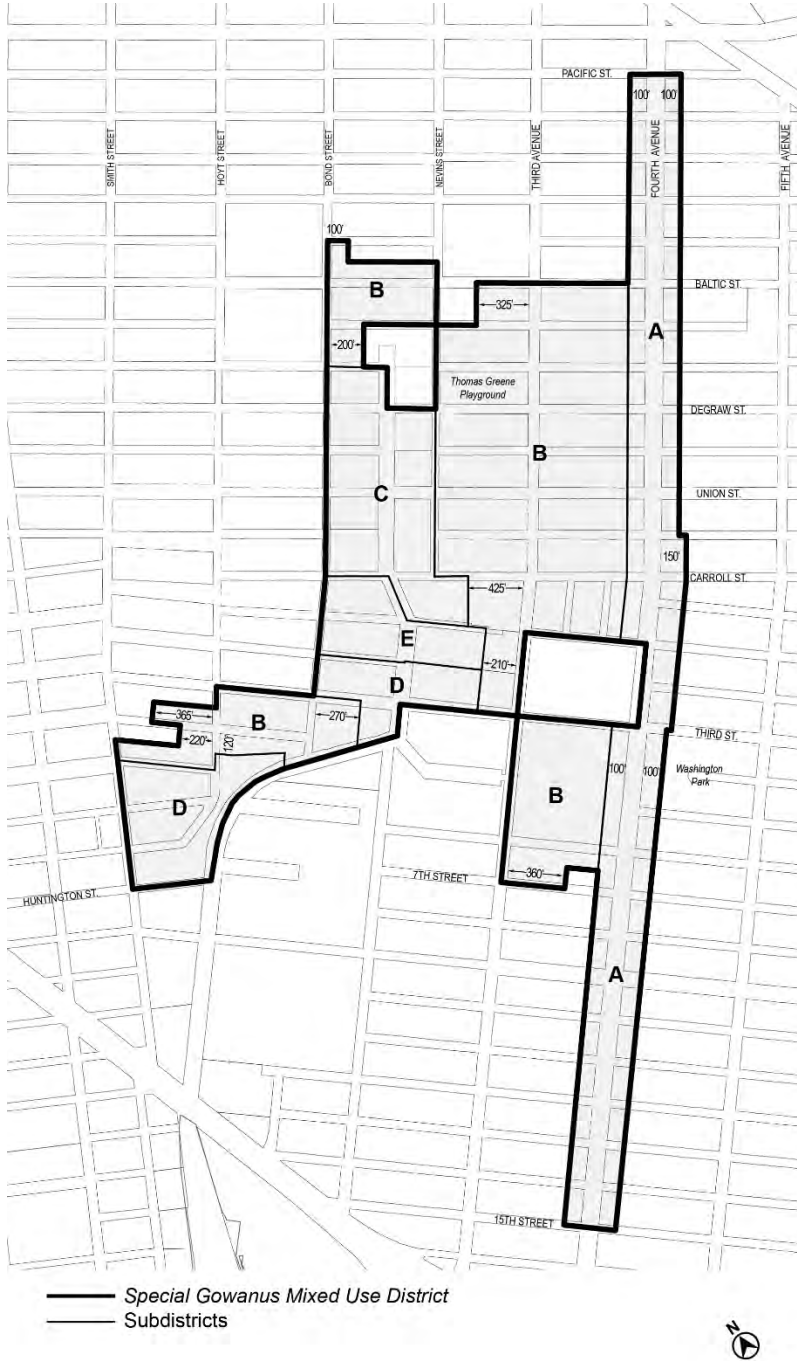 PACIFIC ST.
100'
100'
SMITH STREET
HOYT STREET
BOND STREET
NEVINS STREET
THIRD AVENUE
FOURTH AVENUE
FIFTH AVENUE
100'
B
BALTIC ST.
325'
A
200'
Thomas Greene
Playground
DEGRAW ST.
B
C
UNION ST.
150'
CARROLL ST.
425'
E
210'
D
365'
B
270'
220'
120'
THIRD ST.
100'
100'
Washington
Park
D
B
7TH STREET
360'
HUNTINGTON ST.
A
15TH STREET
Special Gowanus Mixed Use District
Subdistricts
N